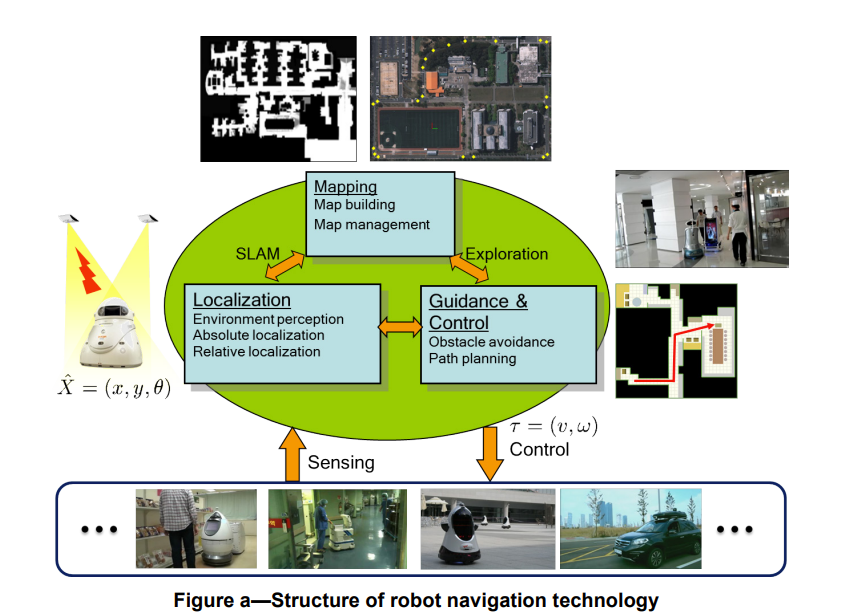 Mapping
Map building
Map management
SLAM
Exploration
Localization
Environment perception
Absolute localization
Relative localization
Guidance &
Control
Obstacle avoidance
Path planning
X̂ = (x, y, θ)
τ = (v, ω)
Control
Sensing
•••
•••
Figure a—Structure of robot navigation technology